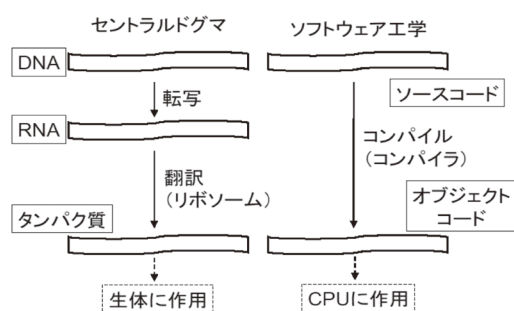 セントラルドグマ
DNA
転写
RNA
翻訳
(リボソーム)
タンパク質
生体に作用
ソフトウェア工学
ソースコード
コンパイル
(コンパイラ)
オブジェクト
コード
CPUに作用